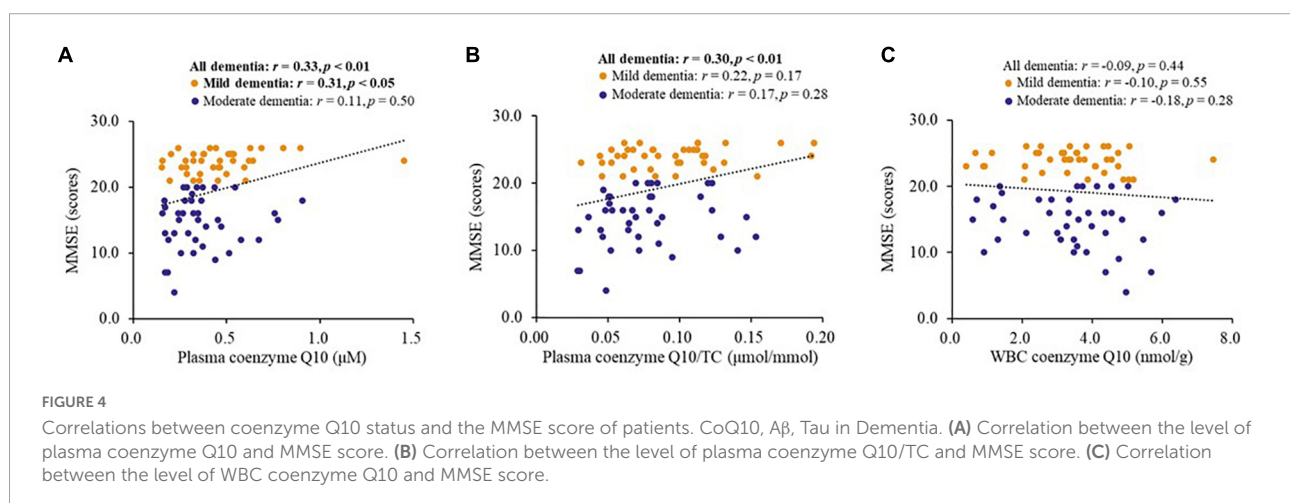 A
All dementia: r = 0.33, p < 0.01
Mild dementia: r = 0.31, p < 0.05
Moderate dementia: r = 0.11, p = 0.50
30.0
20.0
10.0
0.0
MMSE (scores)
0.0 0.5 1.0 1.5
Plasma coenzyme Q10 (μM)
B
All dementia: r = 0.30, p < 0.01
Mild dementia: r = 0.22, p = 0.17
Moderate dementia: r = 0.17, p = 0.28
30.0
20.0
10.0
0.0
MMSE (scores)
0.00 0.05 0.10 0.15 0.20
Plasma coenzyme Q10/TC (μmol/mmol)
C
All dementia: r = -0.09, p = 0.44
Mild dementia: r = -0.10, p = 0.55
Moderate dementia: r = -0.18, p = 0.28
30.0
20.0
10.0
0.0
MMSE (scores)
0.0 2.0 4.0 6.0 8.0
WBC coenzyme Q10 (nmol/g)
FIGURE 4
Correlations between coenzyme Q10 status and the MMSE score of patients. CoQ10, Aβ, Tau in Dementia. (A) Correlation between the level of
plasma coenzyme Q10 and MMSE score. (B) Correlation between the level of plasma coenzyme Q10/TC and MMSE score. (C) Correlation
between the level of WBC coenzyme Q10 and MMSE score.